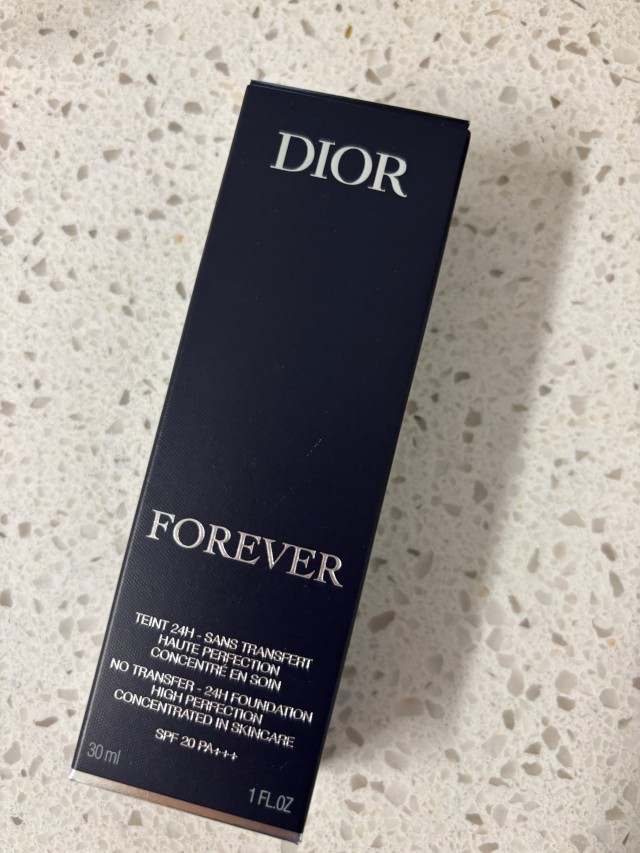 DIOR
FOREVER
TEINT 24H - SANS TRANSFERT
HAUTE PERFECTION
CONCENTRÉ EN SOIN
NO TRANSFER - 24H FOUNDATION
HIGH PERFECTION
CONCENTRATED IN SKINCARE
SPF 20 PA+++
30 ml
1 FL.OZ